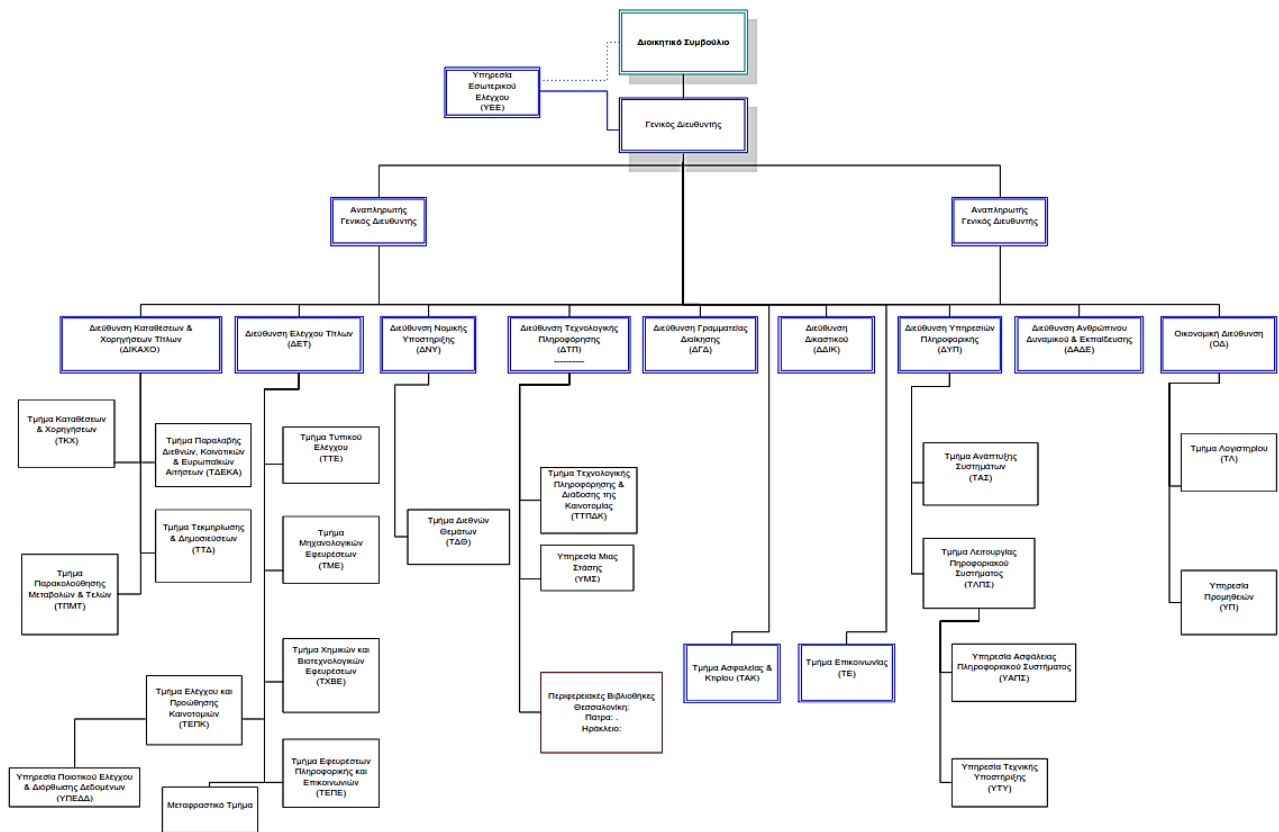 Διοικητικό Συμβούλιο
Υπηρεσία
Εσωτερικού
Ελέγχου
(ΥΕΕ)
Γενικός Διευθυντής
Αναπληρωτής
Γενικός Διευθυντής
Αναπληρωτής
Γενικός Διευθυντής
Διεύθυνση Καταθέσεων &
Χορηγήσεων Τίτλων
(ΔΙΚΑΧΟ)
Διεύθυνση Ελέγχου Τίτλων
(ΔΕΤ)
Διεύθυνση Νομικής
Υποστηριξης
(ΔΝΥ)
Διεύθυνση Τεχνολογικής
Πληροφόρησης
(ΔΤΠ)
----------
Διεύθυνση Γραμματείας
Διοίκησης
(ΔΓΔ)
Διεύθυνση
Δικαστικού
(ΔΔΙΚ)
Διεύθυνση Υπηρεσιών
Πληροφορικής
(ΔΥΠ)
Διεύθυνση Ανθρώπινου
Δυναμικού & Εκπαίδευσης
(ΔΑΔΕ)
Οικονομική Διεύθυνση
(ΟΔ)
Τμήμα Καταθέσεων
& Χορηγήσεων
(ΤΚΧ)
Τμήμα Παραλαβής
Διεθνών, Κοινοτικών
& Ευρωπαϊκών
Αιτήσεων (ΤΔΕΚΑ)
Τμήμα Τεκμηρίωσης
& Δημοσιεύσεων
(ΤΤΔ)
Τμήμα
Παρακολούθησης
Μεταβολών & Τελών
(ΤΠΜΤ)
Τμήμα Τυπικού
Ελέγχου
(ΤΤΕ)
Τμήμα
Μηχανολογικών
Εφευρέσεων
(ΤΜΕ)
Τμήμα Χημικών και
Βιοτεχνολογικών
Εφευρέσεων
(ΤΧΒΕ)
Τμήμα Ελέγχου και
Προώθησης
Καινοτομιών
(ΤΕΠΚ)
Τμήμα Εφευρέσεων
Πληροφορικής και
Επικοινωνιών
(ΤΕΠΕ)
Υπηρεσία Ποιοτικού Ελέγχου
& Διόρθωσης Δεδομένων
(ΥΠΕΔΔ)
Μεταφραστικό Τμήμα
Τμήμα Διεθνών
Θεμάτων
(ΤΔΘ)
Τμήμα Τεχνολογικής
Πληροφόρησης &
Διάδοσης της
Καινοτομίας
(ΤΤΠΔΚ)
Υπηρεσία Μιας
Στάσης
(ΥΜΣ)
Περιφερειακές Βιβλιοθήκες
Θεσσαλονίκη:
Πάτρα: .
Ηράκλειο:
Τμήμα Ασφαλείας &
Κτιρίου (ΤΑΚ)
Τμήμα Επικοινωνίας
(ΤΕ)
Τμήμα Ανάπτυξης
Συστημάτων
(ΤΑΣ)
Τμήμα Λειτουργίας
Πηροφοριακού
Συστήματος
(ΤΛΠΣ)
Υπηρεσία Ασφάλειας
Πληροφοριακού Συστήματος
(ΥΑΠΣ)
Υπηρεσία Τεχνικής
Υποστήριξης
(ΥΤΥ)
Τμήμα Λογιστηρίου
(ΤΛ)
Υπηρεσία
Προμηθειών
(ΥΠ)